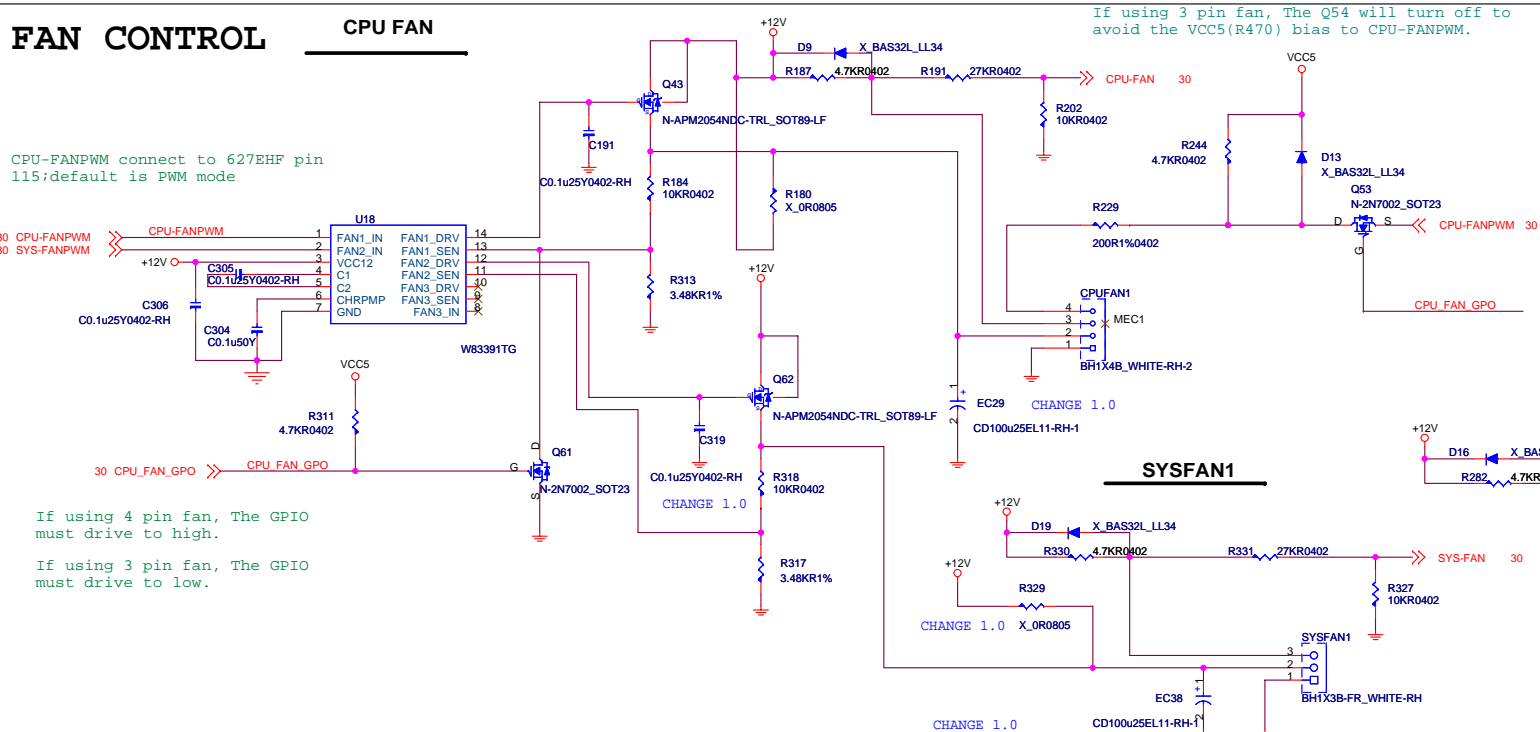 FAN CONTROL
CPU FAN
If using 3 pin fan, The Q54 will turn off to
avoid the VCC5(R470) bias to CPU-FANPWM.
CPU-FANPWM connect to 627EHF pin
115;default is PWM mode
+12V
D9
X_BAS32L_LL34
R187
4.7KR0402
R191
27KR0402
CPU-FAN 30
R202
10KR0402
VCC5
R244
4.7KR0402
D13
X_BAS32L_LL34
Q53
N-2N7002_SOT23
D
S
G
CPU-FANPWM 30
CPU_FAN_GPO
R229
200R1%0402
Q43
N-APM2054NDC-TRL_SOT89-LF
C191
C0.1u25Y0402-RH
R184
10KR0402
R180
X_0R0805
R313
3.48KR1%
30 CPU-FANPWM
CPU-FANPWM
30 SYS-FANPWM
+12V
U18
1 FAN1_IN FAN1_DRV 14
2 FAN2_IN FAN1_SEN 13
3 VCC12 FAN2_DRV 12
4 C1 FAN2_SEN 11
5 C2 FAN3_DRV 10
6 CHRPMP FAN3_SEN 9
7 GND FAN3_IN 8
W83391TG
C305
C0.1u25Y0402-RH
C306
C0.1u25Y0402-RH
C304
C0.1u50Y
+12V
CPUFAN1
4
3
2
1
MEC1
BH1X4B_WHITE-RH-2
VCC5
R311
4.7KR0402
30 CPU_FAN_GPO
CPU_FAN_GPO
Q61
D
G
S
N-2N7002_SOT23
Q62
N-APM2054NDC-TRL_SOT89-LF
C319
C0.1u25Y0402-RH
CHANGE 1.0
R318
10KR0402
R317
3.48KR1%
1
+
2
EC29
CD100u25EL11-RH-1
CHANGE 1.0
If using 4 pin fan, The GPIO
must drive to high.
If using 3 pin fan, The GPIO
must drive to low.
SYSFAN1
+12V
D16
R282
+12V
D19
X_BAS32L_LL34
R330
4.7KR0402
R331
27KR0402
SYS-FAN 30
R327
10KR0402
+12V
R329
X_0R0805
CHANGE 1.0
SYSFAN1
3
2
1
BH1X3B-FR_WHITE-RH
EC38
+
1
2
CD100u25EL11-RH-1
CHANGE 1.0